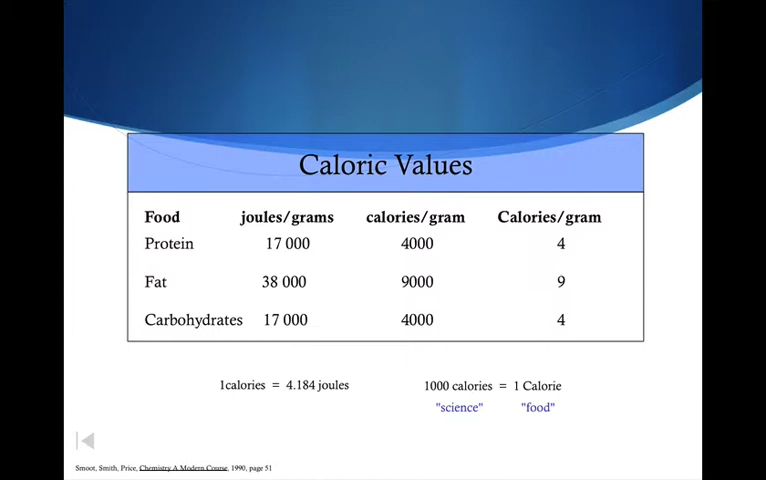 Caloric Values
Food joules/grams calories/gram Calories/gram
Protein 17 000 4000 4
Fat 38 000 9000 9
Carbohydrates 17 000 4000 4
1calories = 4.184 joules 1000 calories = 1 Calorie
"science" "food"
Smoot, Smith, Price, Chemistry A Modern Course, 1990, page 51